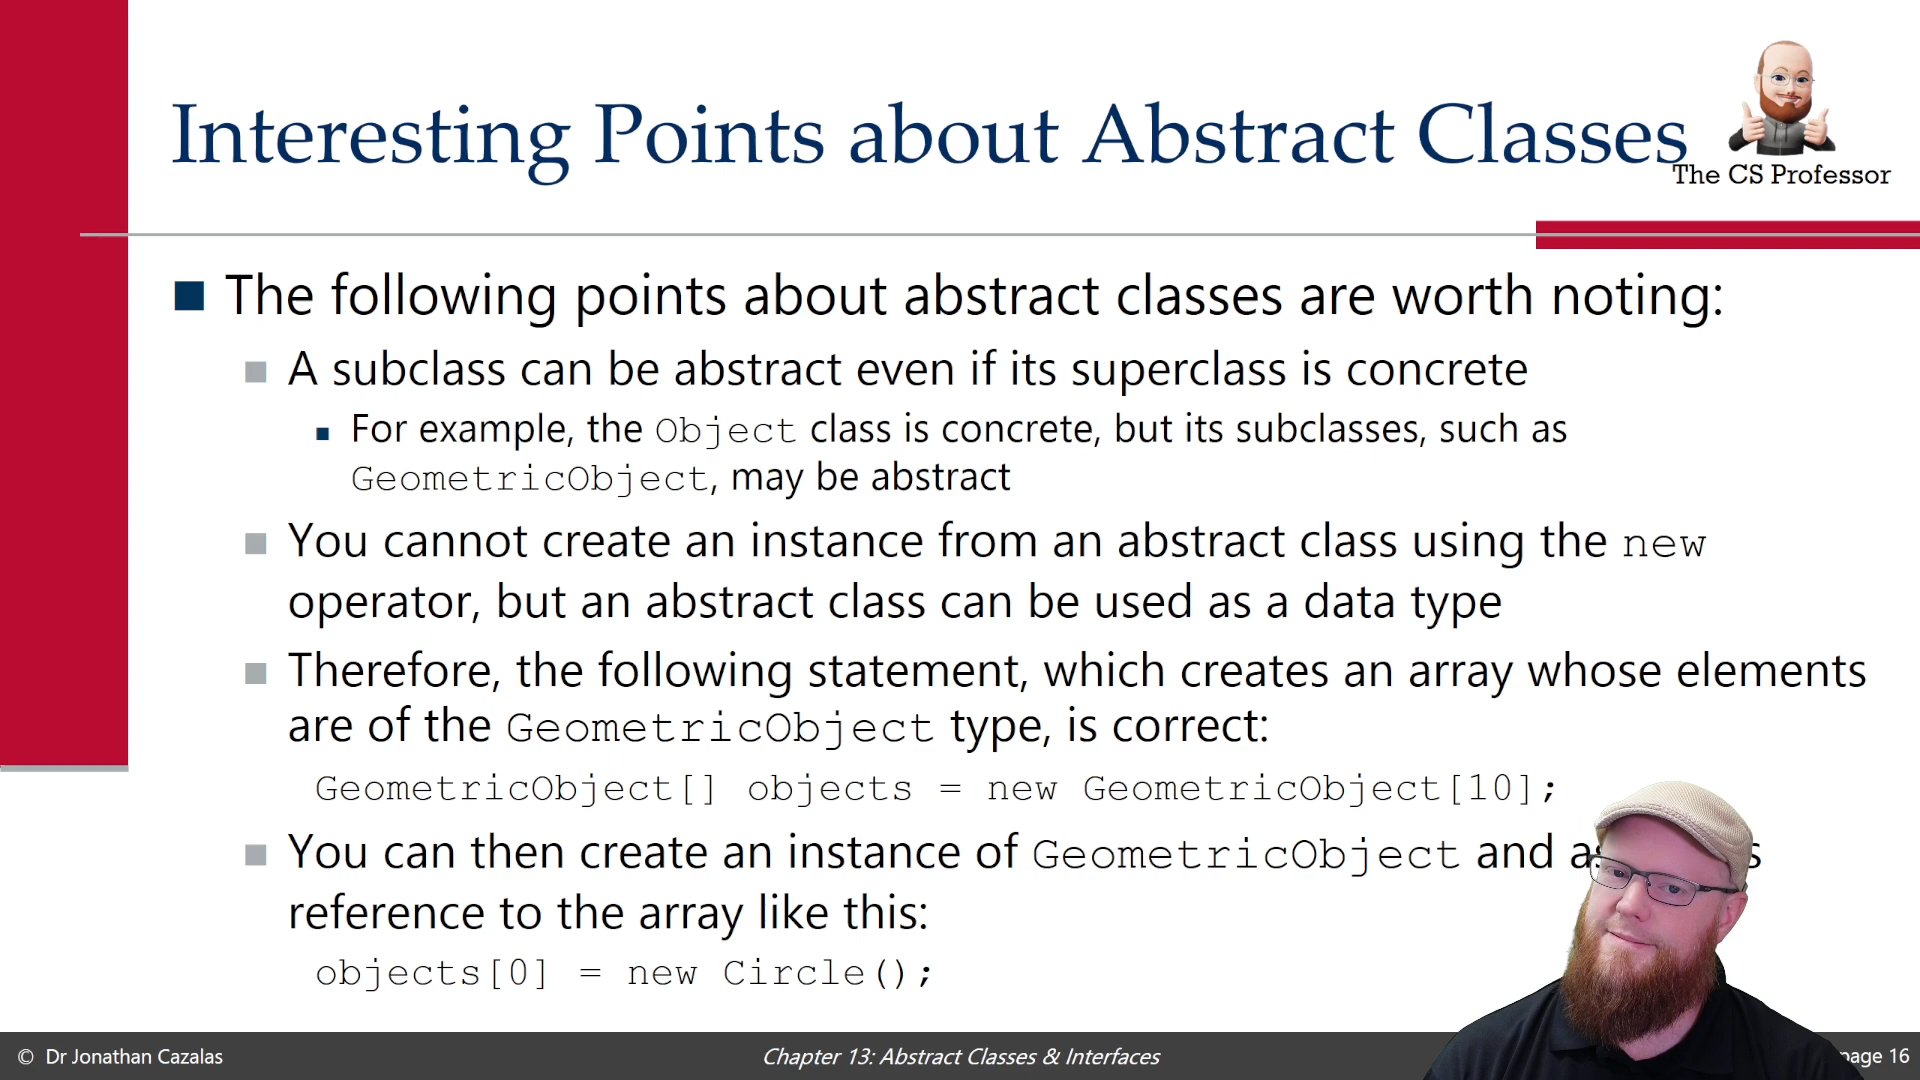 Interesting Points about Abstract Classes
The CS Professor
The following points about abstract classes are worth noting:
A subclass can be abstract even if its superclass is concrete
For example, the Object class is concrete, but its subclasses, such as
GeometricObject, may be abstract
You cannot create an instance from an abstract class using the new
operator, but an abstract class can be used as a data type
Therefore, the following statement, which creates an array whose elements
are of the GeometricObject type, is correct:
GeometricObject[] objects = new GeometricObject[10];
You can then create an instance of GeometricObject and
reference to the array like this:
objects[0] = new Circle();
© Dr Jonathan Cazalas
Chapter 13: Abstract Classes & Interfaces
page 16